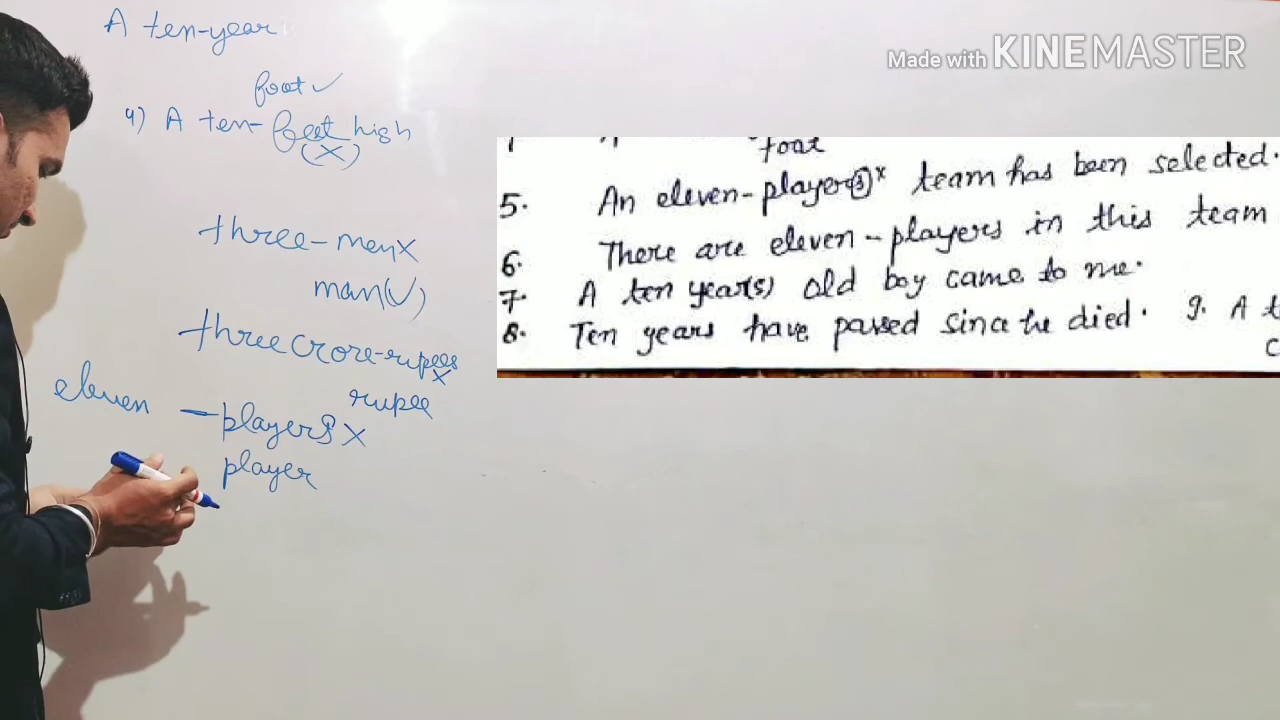 A ten-year
foot ✓
4) A ten-feet high
(X)
three-men x
man(✓)
three crore-rupees
x
rupee
eleven - players X
player
Made with KINEMASTER
foot
5. An eleven-player(s)x team has been selected.
6. There are eleven-players in this team
7. A ten year(s) old boy came to me.
8. Ten years have passed since he died. 9. A